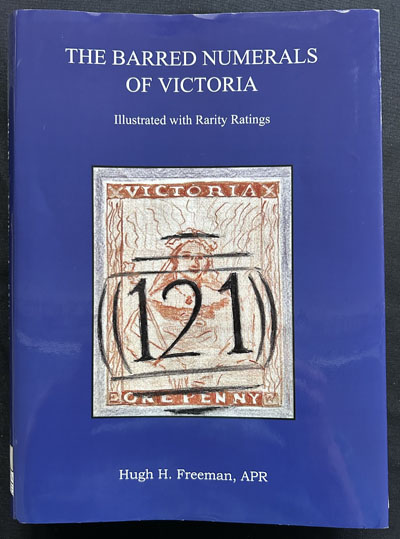 THE BARRED NUMERALS
OF VICTORIA
Illustrated with Rarity Ratings
VICTORIA
121
ONE PENNY
Hugh H. Freeman, APR